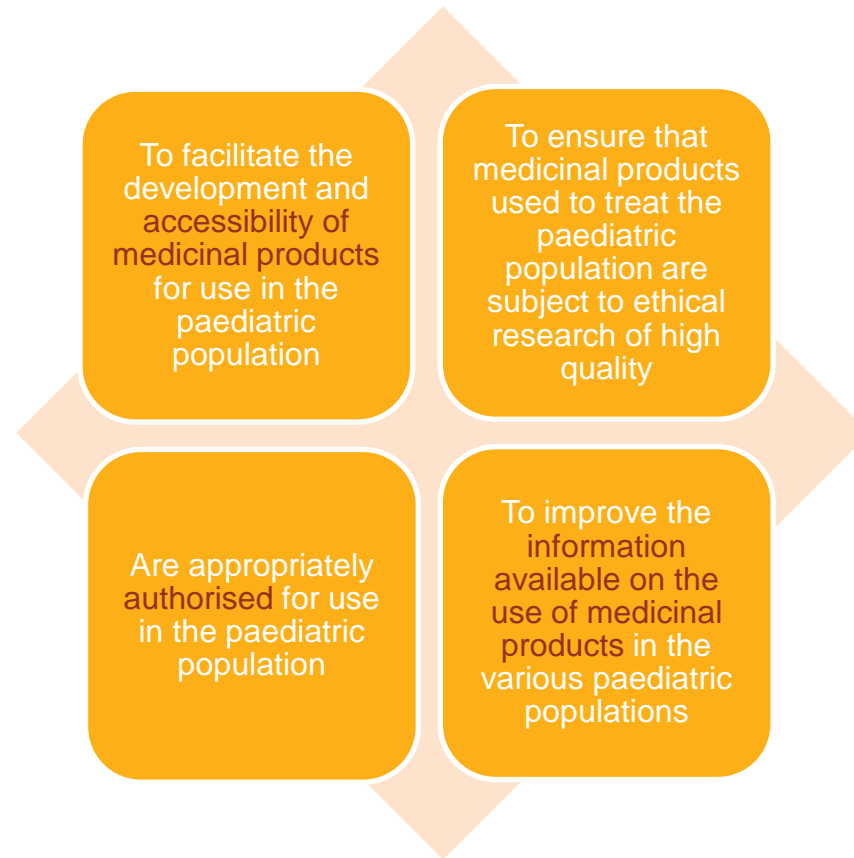 To facilitate the
development and
accessibility of
medicinal products
for use in the
paediatric
population
To ensure that
medicinal products
used to treat the
paediatric
population are
subject to ethical
research of high
quality
Are appropriately
authorised for use
in the paediatric
population
To improve the
information
available on the
use of medicinal
products in the
various paediatric
populations